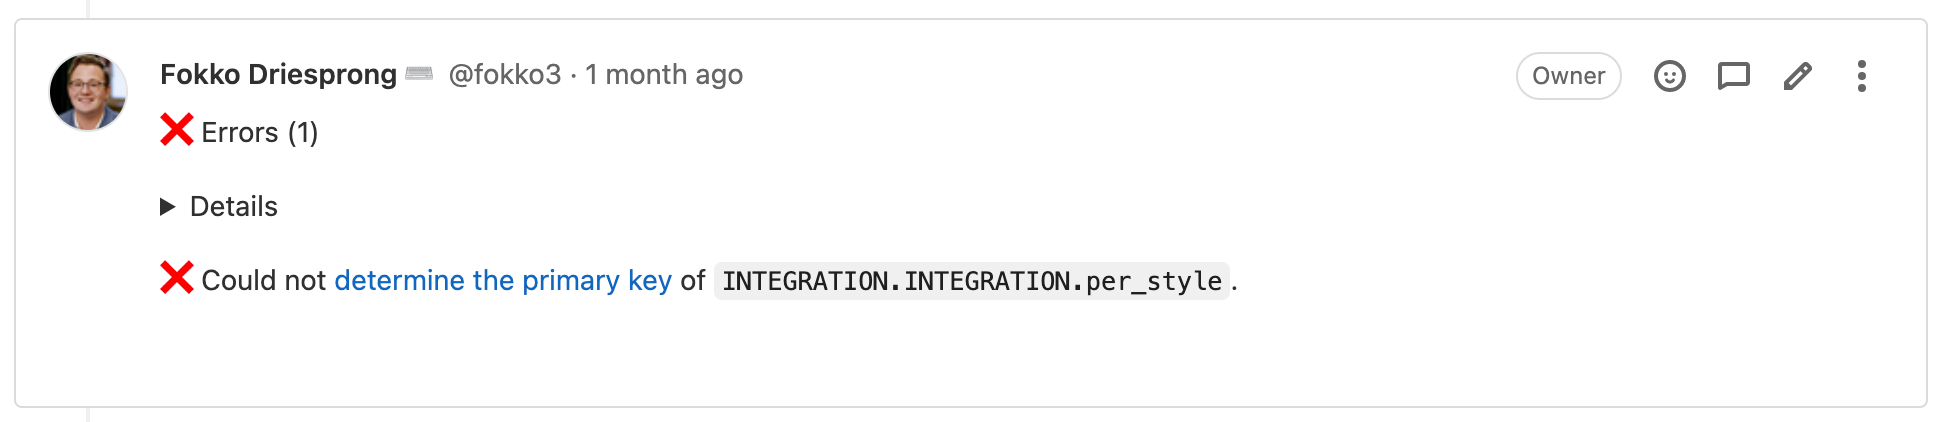 Fokko Driesprong @fokko3 · 1 month ago Owner
❌ Errors (1)
▶ Details
❌ Could not determine the primary key of INTEGRATION.INTEGRATION.per_style.